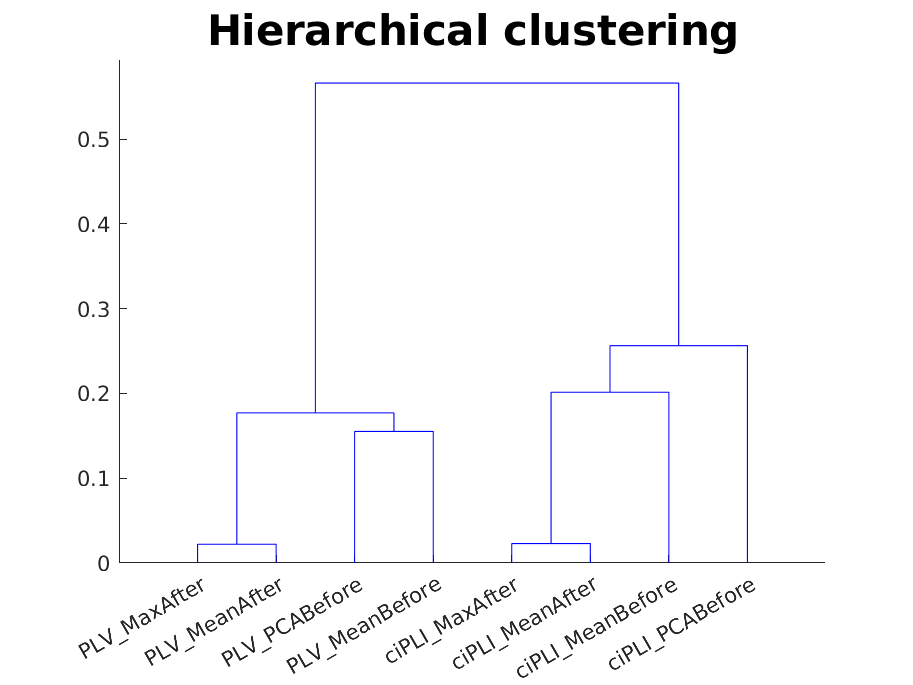 Hierarchical clustering
0.5
0.4
0.3
0.2
0.1
0
PLV_MaxAfter
PLV_MeanAfter
PLV_PCABefore
PLV_MeanBefore
ciPLI_MaxAfter
ciPLI_MeanAfter
ciPLI_MeanBefore
ciPLI_PCABefore